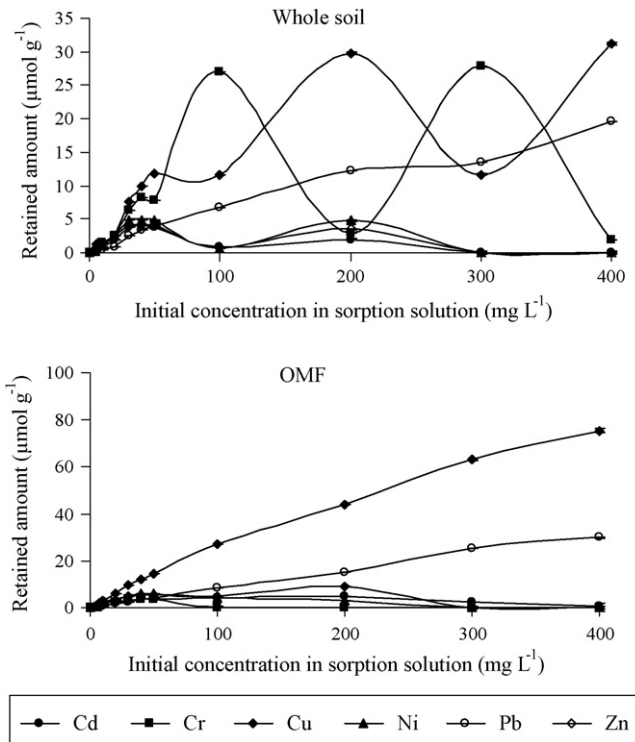 Whole soil
35
30
25
20
15
10
5
0
Retained amount (µmol g⁻¹)
0 100 200 300 400
Initial concentration in sorption solution (mg L⁻¹)
OMF
100
80
60
40
20
0
Retained amount (µmol g⁻¹)
0 100 200 300 400
Initial concentration in sorption solution (mg L⁻¹)
Cd Cr Cu Ni Pb Zn